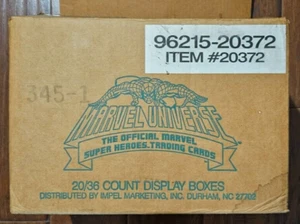 96215-20372
ITEM #20372
345-1
MARVEL UNIVERSE
THE OFFICIAL MARVEL
SUPER HEROES TRADING CARDS
20/36 COUNT DISPLAY BOXES
DISTRIBUTED BY IMPEL MARKETING, INC. DURHAM, NC 27702